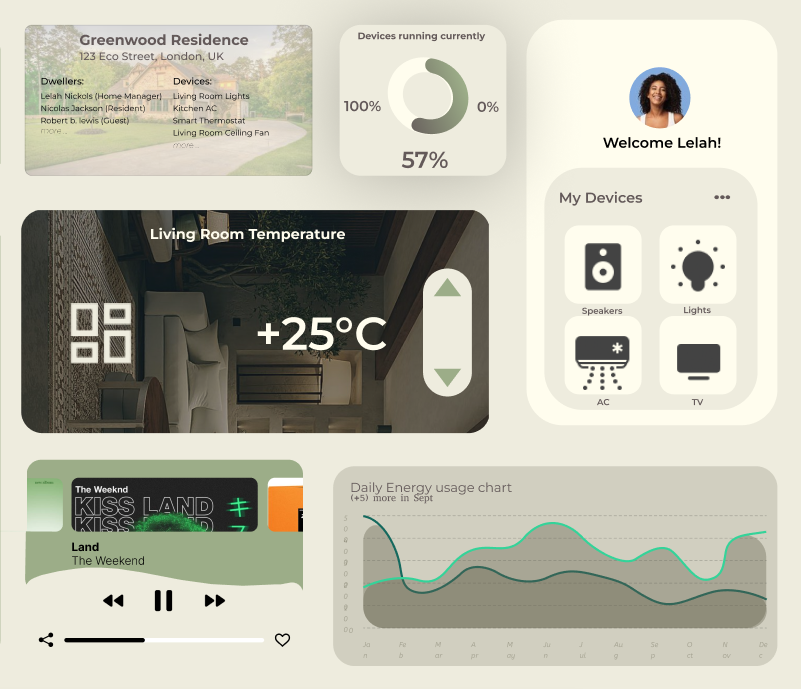 Greenwood Residence
123 Eco Street, London, UK
Dwellers:
Lelah Nickols (Home Manager)
Nicolas Jackson (Resident)
Robert b. lewis (Guest)
more...
Devices:
Living Room Lights
Kitchen AC
Smart Thermostat
Living Room Ceiling Fan
more...
Devices running currently
100%
0%
57%
Welcome Lelah!
My Devices
Speakers
Lights
AC
TV
Living Room Temperature
+25°C
The Weeknd
KISS LAND
KISS LAND
キ
ス
Land
The Weekend
Daily Energy usage chart
(+5) more in Sept
Ja
n
Fe
b
M
ar
A
pr
M
ay
Ju
n
J
ul
Au
g
Se
p
O
ct
N
ov
De
c